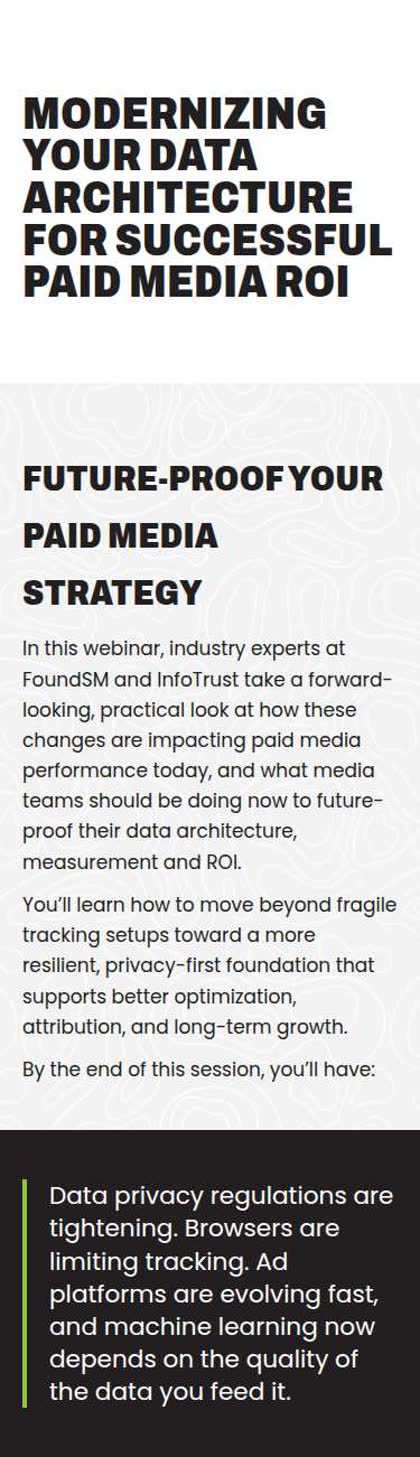 MODERNIZING
YOUR DATA
ARCHITECTURE
FOR SUCCESSFUL
PAID MEDIA ROI
FUTURE-PROOF YOUR
PAID MEDIA
STRATEGY
In this webinar, industry experts at
FoundSM and InfoTrust take a forward-
looking, practical look at how these
changes are impacting paid media
performance today, and what media
teams should be doing now to future-
proof their data architecture,
measurement and ROI.
You’ll learn how to move beyond fragile
tracking setups toward a more
resilient, privacy-first foundation that
supports better optimization,
attribution, and long-term growth.
By the end of this session, you’ll have:
Data privacy regulations are
tightening. Browsers are
limiting tracking. Ad
platforms are evolving fast,
and machine learning now
depends on the quality of
the data you feed it.